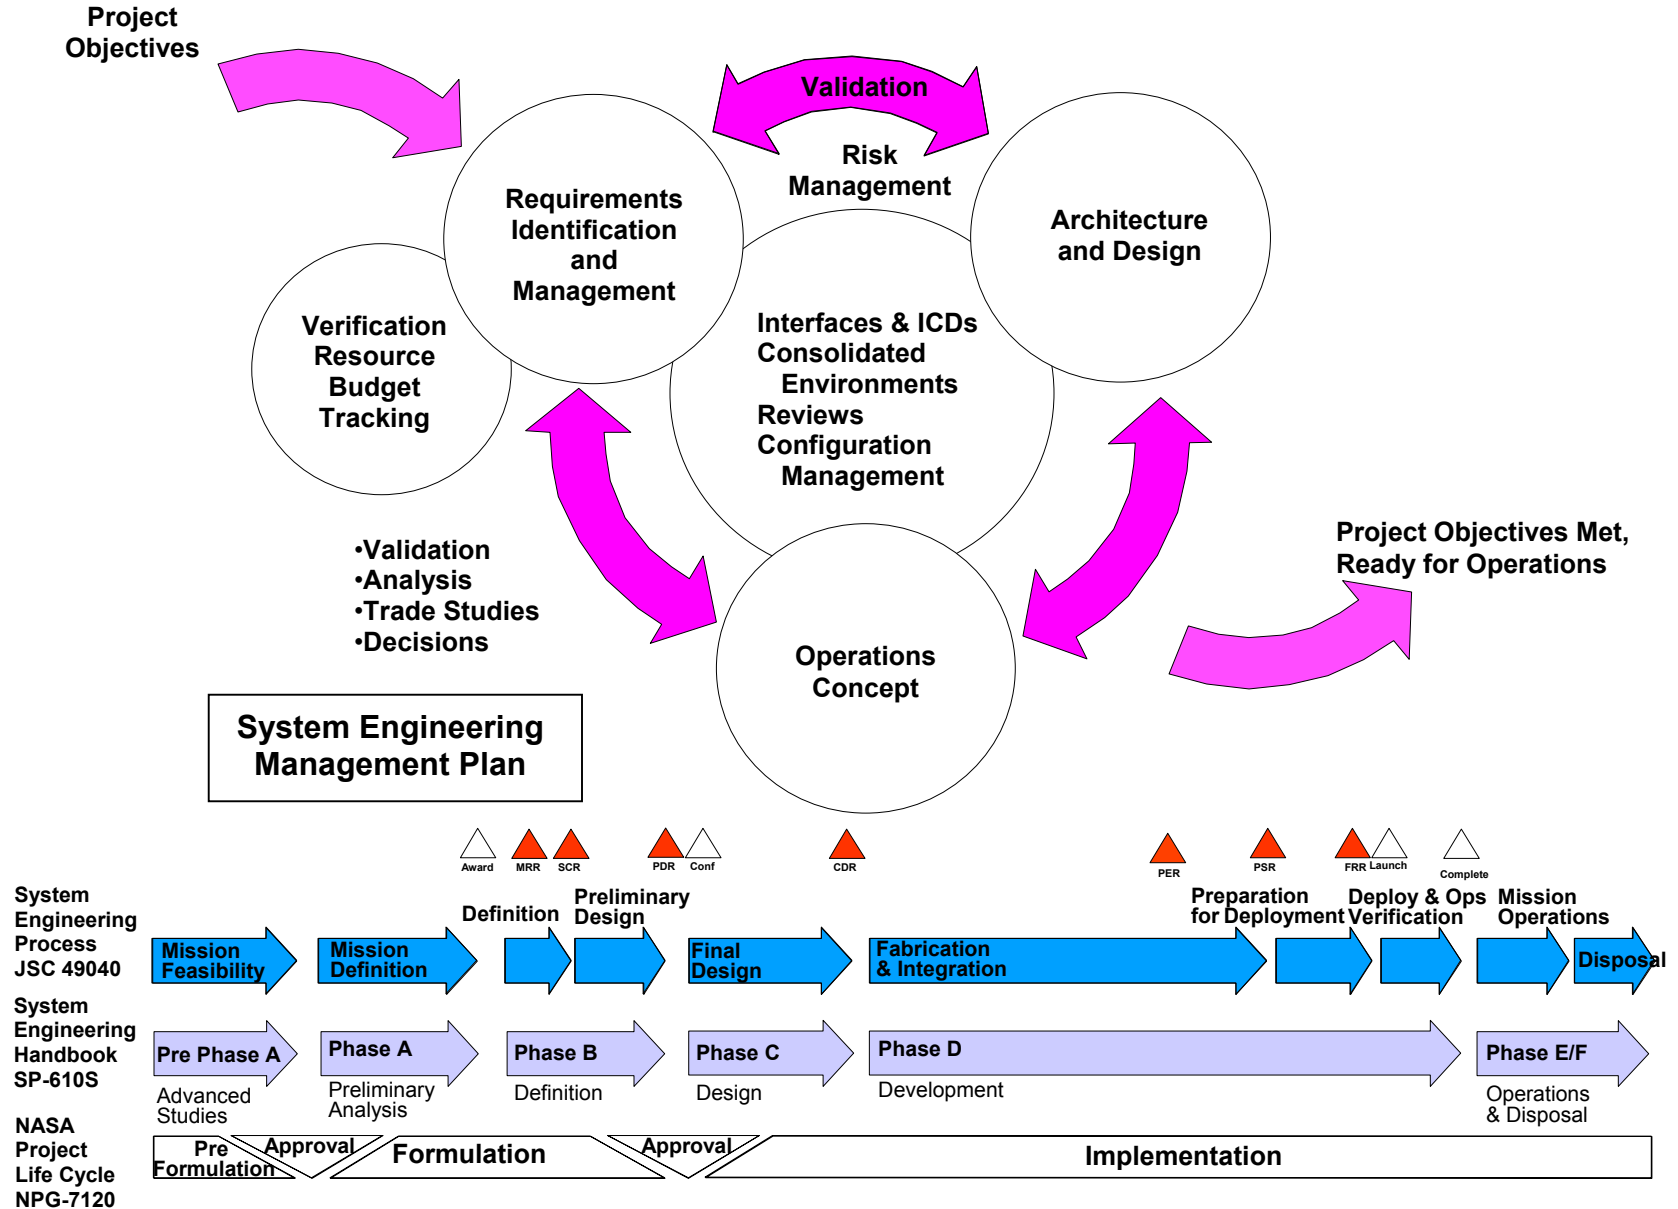 Project
Objectives
Validation
Risk
Management
Requirements
Identification
and
Management
Architecture
and Design
Verification
Resource
Budget
Tracking
Interfaces & ICDs
Consolidated
Environments
Reviews
Configuration
Management
•Validation
•Analysis
•Trade Studies
•Decisions
Project Objectives Met,
Ready for Operations
Operations
Concept
System Engineering
Management Plan
Award
MRR
SCR
PDR
Conf
CDR
PER
PSR
FRR
Launch
Complete
System
Engineering
Process
JSC 49040
Mission
Feasibility
Mission
Definition
Definition
Preliminary
Design
Final
Design
Fabrication
& Integration
Preparation
for Deployment
Deploy & Ops
Verification
Mission
Operations
Disposal
System
Engineering
Handbook
SP-610S
Pre Phase A
Advanced
Studies
Phase A
Preliminary
Analysis
Phase B
Definition
Phase C
Design
Phase D
Development
Phase E/F
Operations
& Disposal
NASA
Project
Life Cycle
NPG-7120
Pre
Formulation
Approval
Formulation
Approval
Implementation